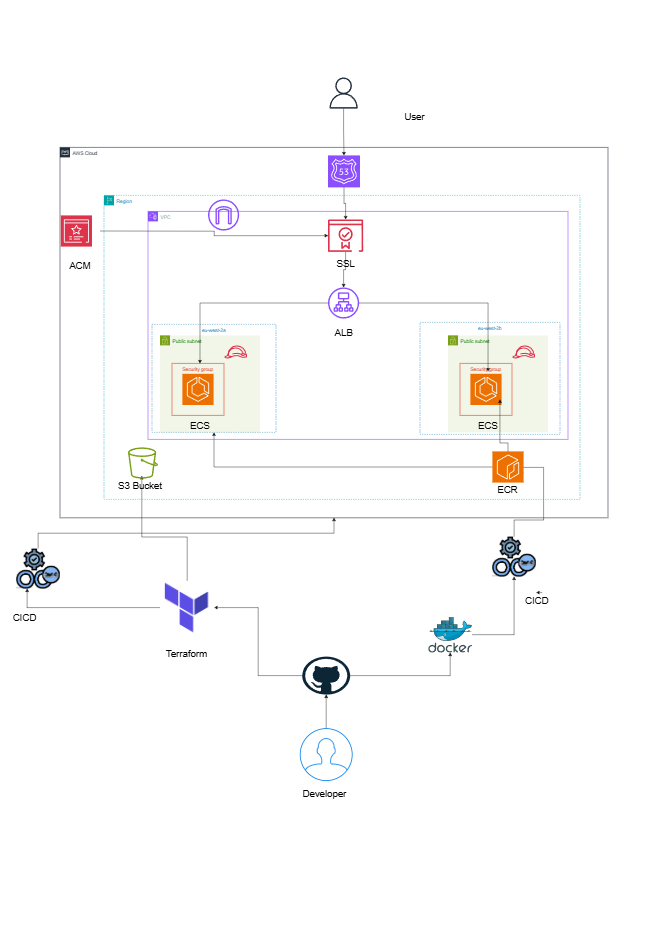 User
AWS Cloud
53
Region
VPC
ACM
SSL
ALB
eu-west-2a
eu-west-2b
Public subnet
Public subnet
Security group
Security group
ECS
ECS
S3 Bucket
ECR
CICD
CICD
docker
Terraform
Developer